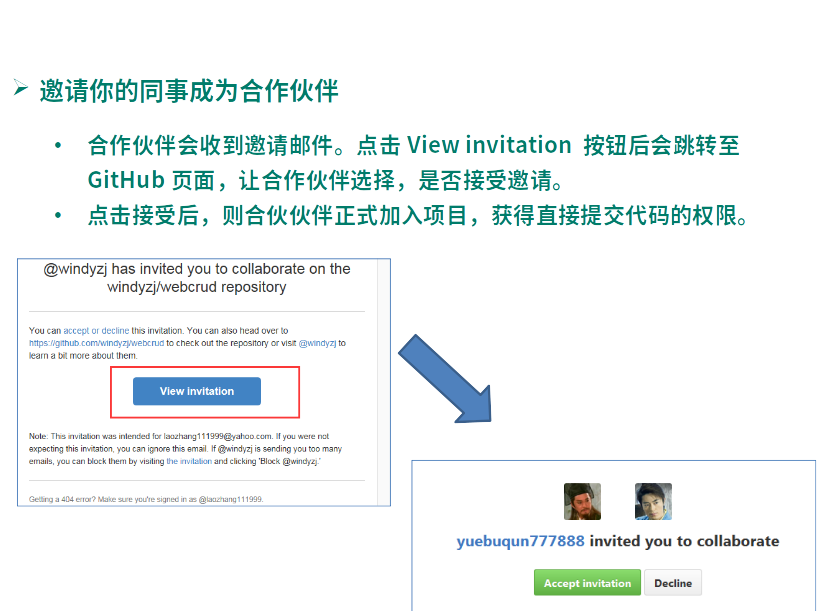 邀请你的同事成为合作伙伴
合作伙伴会收到邀请邮件。点击 View invitation 按钮后会跳转至
GitHub 页面，让合作伙伴选择，是否接受邀请。
点击接受后，则合伙伙伴正式加入项目，获得直接提交代码的权限。
@windyzj has invited you to collaborate on the
windyzj/webcrud repository
You can accept or decline this invitation. You can also head over to
https://github.com/windyzj/webcrud to check out the repository or visit @windyzj to
learn a bit more about them.
View invitation
Note: This invitation was intended for laozhang111999@yahoo.com. If you were not
expecting this invitation, you can ignore this email. If @windyzj is sending you too many
emails, you can block them by visiting the invitation and clicking 'Block @windyzj.'
Getting a 404 error? Make sure you're signed in as @laozhang111999.
yuebuqun777888 invited you to collaborate
Accept invitation Decline